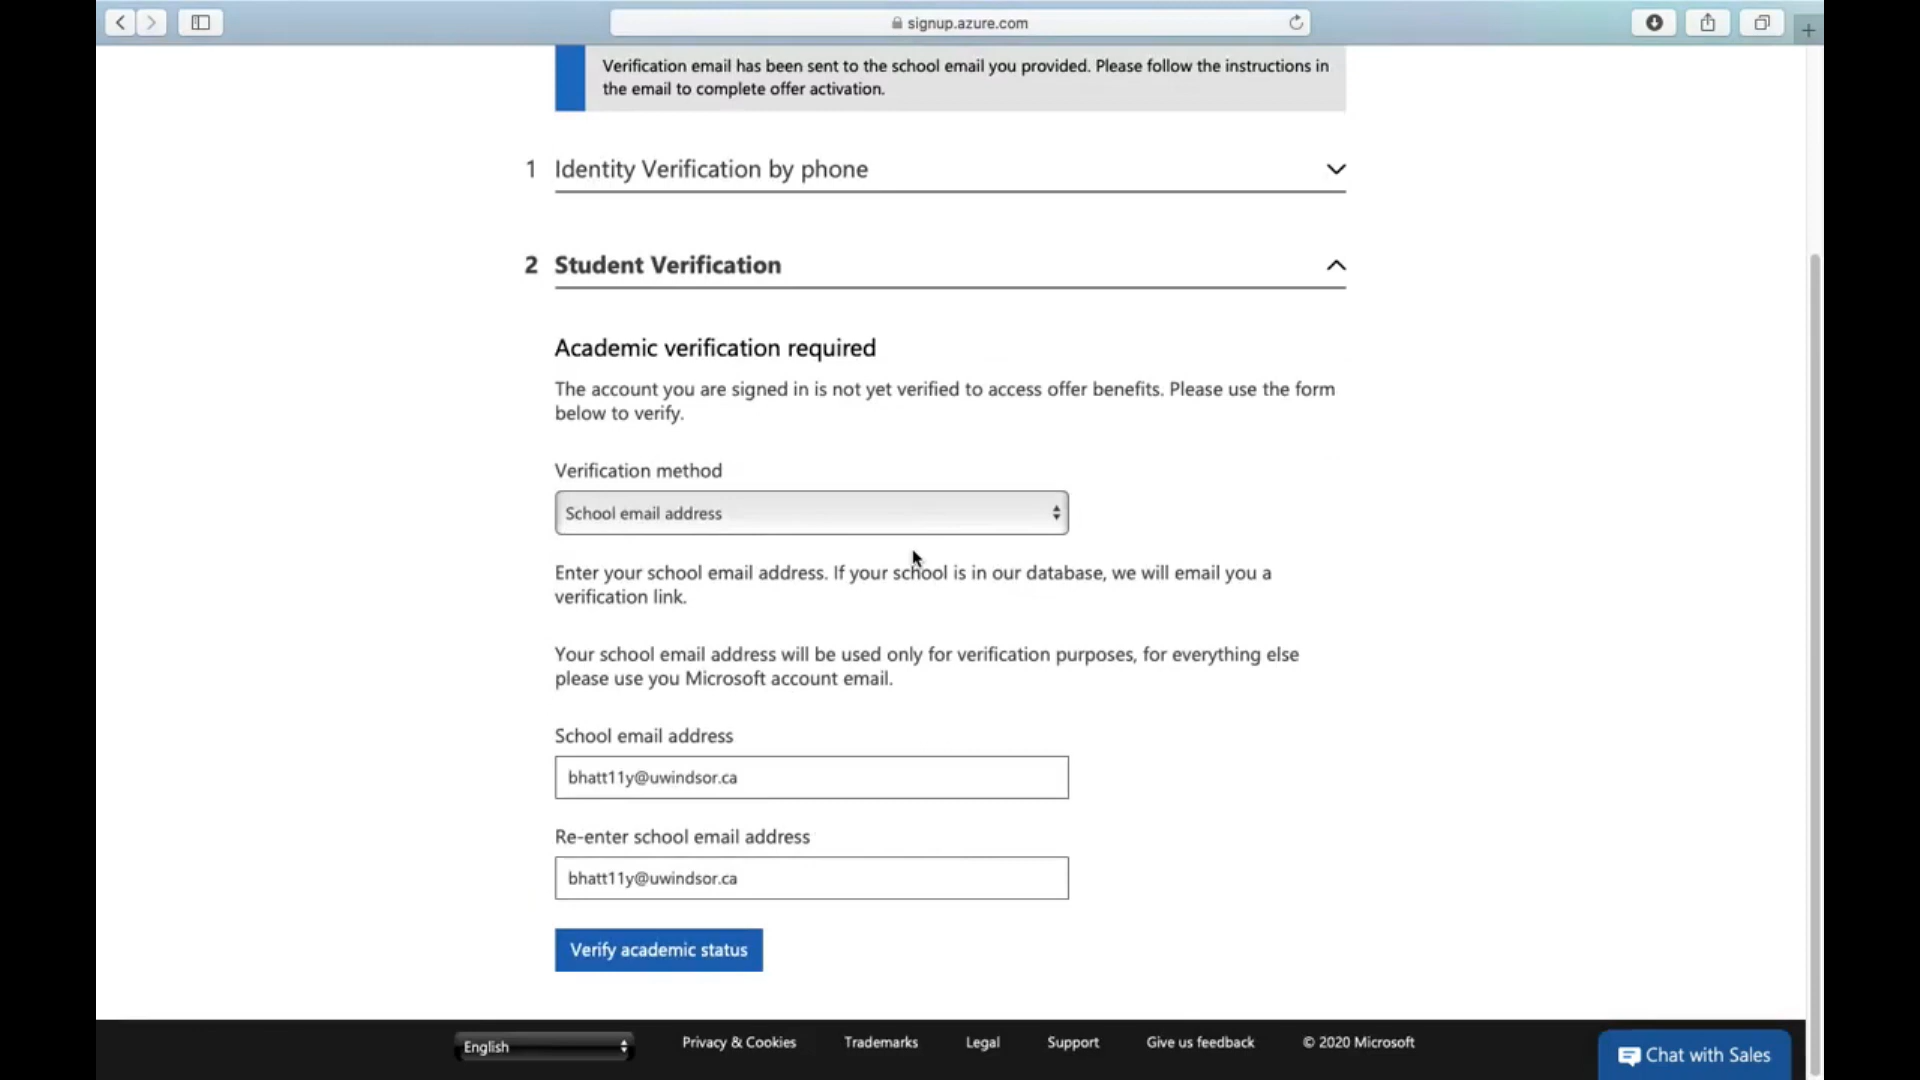 signup.azure.com
Verification email has been sent to the school email you provided. Please follow the instructions in
the email to complete offer activation.
1 Identity Verification by phone
2 Student Verification
Academic verification required
The account you are signed in is not yet verified to access offer benefits. Please use the form
below to verify.
Verification method
School email address
Enter your school email address. If your school is in our database, we will email you a
verification link.
Your school email address will be used only for verification purposes, for everything else
please use you Microsoft account email.
School email address
bhatt11y@uwindsor.ca
Re-enter school email address
bhatt11y@uwindsor.ca
Verify academic status
English Privacy & Cookies Trademarks Legal Support Give us feedback © 2020 Microsoft
Chat with Sales